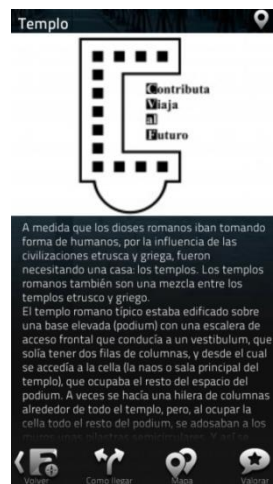 Templo
Contributa
Viaja
al
Futuro
A medida que los dioses romanos iban tomando
forma de humanos, por la influencia de las
civilizaciones etrusca y griega, fueron
necesitando una casa: los templos. Los templos
romanos también son una mezcla entre los
templos etrusco y griego.
El templo romano típico estaba edificado sobre
una base elevada (podium) con una escalera de
acceso frontal que conducía a un vestibulum, que
solía tener dos filas de columnas, y desde el cual
se accedía a la cella (la naos o sala principal del
templo), que ocupaba el resto del espacio del
podium. A veces se hacía una hilera de columnas
alrededor de todo el templo, pero, al ocupar la
cella todo el resto del podium, se adosaban a los
muros unas pilastras semicirculares. Y así se
Volver
Como llegar
Mapa
Valorar